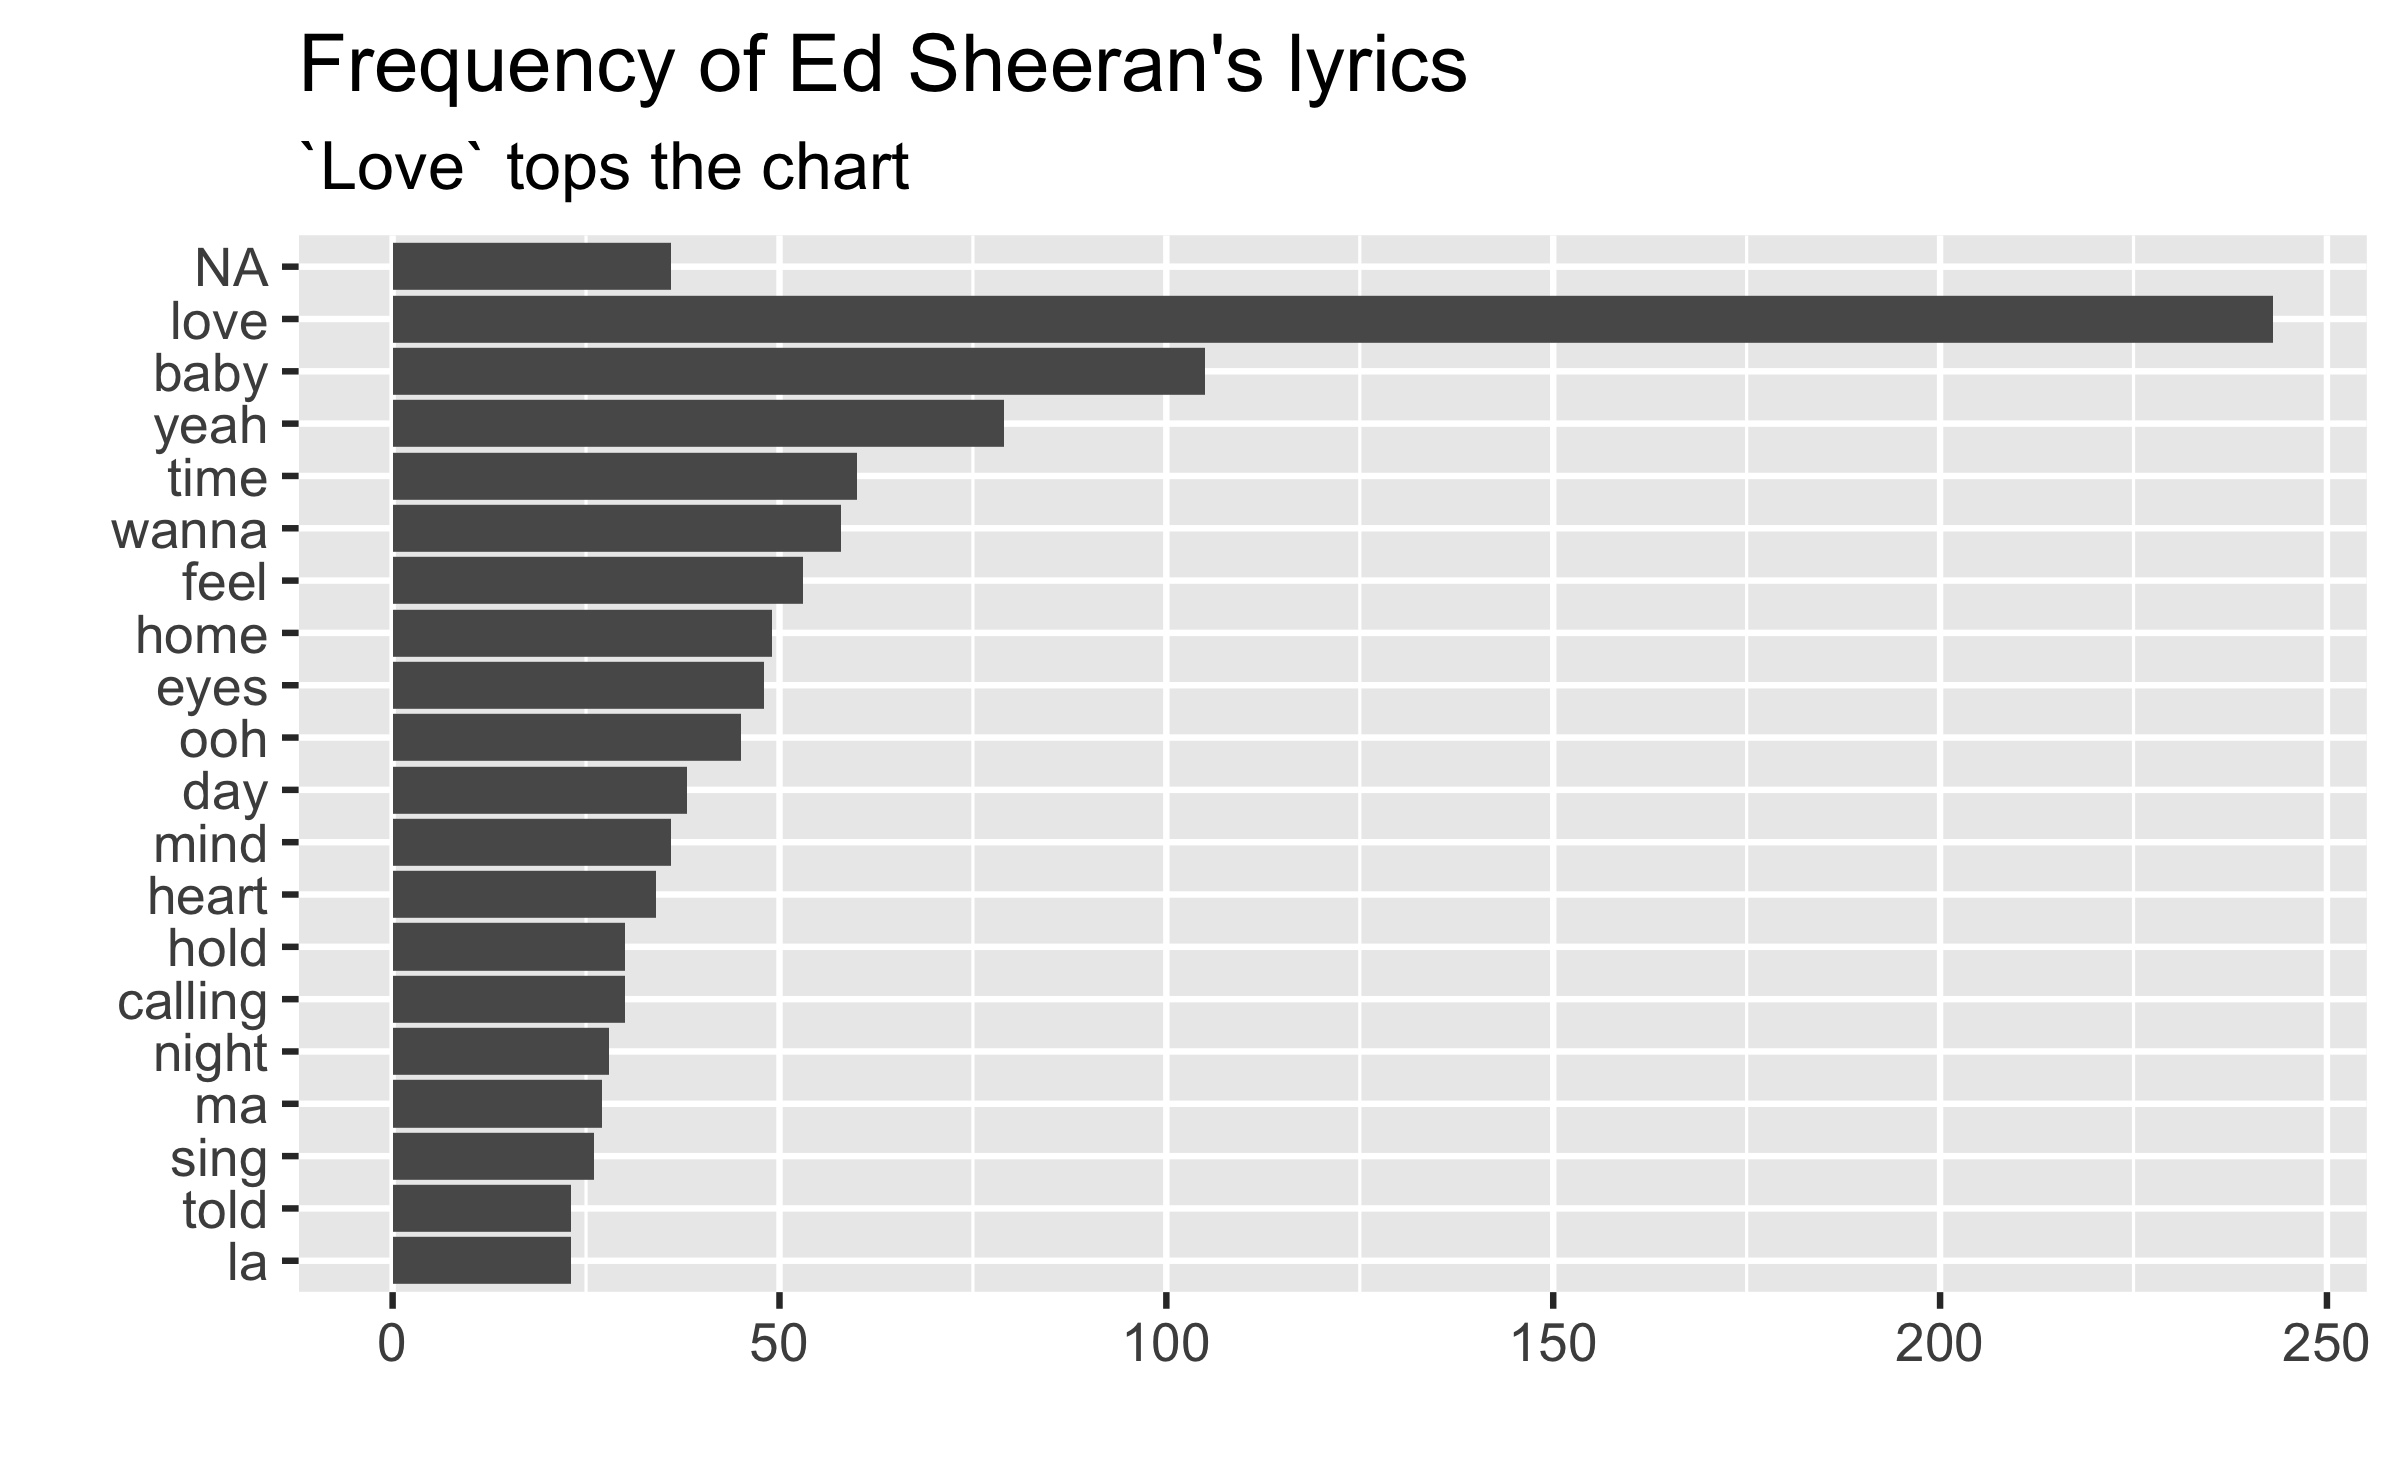 Frequency of Ed Sheeran's lyrics
`Love` tops the chart
NA
love
baby
yeah
time
wanna
feel
home
eyes
ooh
day
mind
heart
hold
calling
night
ma
sing
told
la
0 50 100 150 200 250